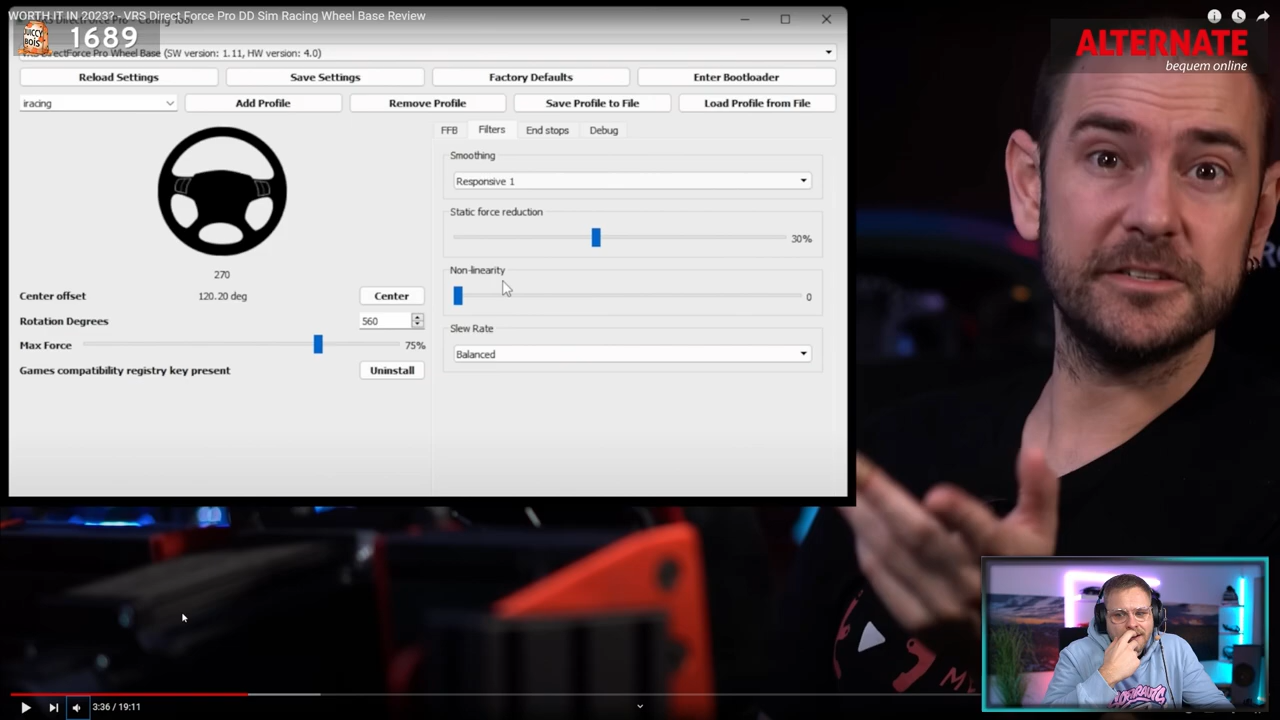 WORTH IT IN 2023? - VRS Direct Force Pro DD Sim Racing Wheel Base Review
JUICCY BOIS
1689
DirectForce Pro Wheel Base (SW version: 1.11, HW version: 4.0)
ALTERNATE
bequem online
Reload Settings
Save Settings
Factory Defaults
Enter Bootloader
iracing
Add Profile
Remove Profile
Save Profile to File
Load Profile from File
FFB
Filters
End stops
Debug
Smoothing
Responsive 1
Static force reduction
30%
270
Non-linearity
0
Center offset
120.20 deg
Center
Rotation Degrees
560
Slew Rate
Max Force
75%
Balanced
Games compatibility registry key present
Uninstall
3:36 / 19:11